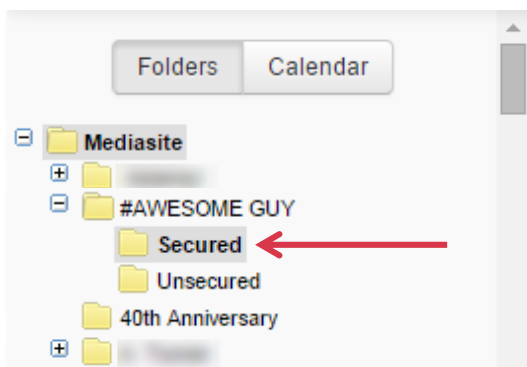 Folders Calendar
Mediasite
#AWESOME GUY
Secured
Unsecured
40th Anniversary